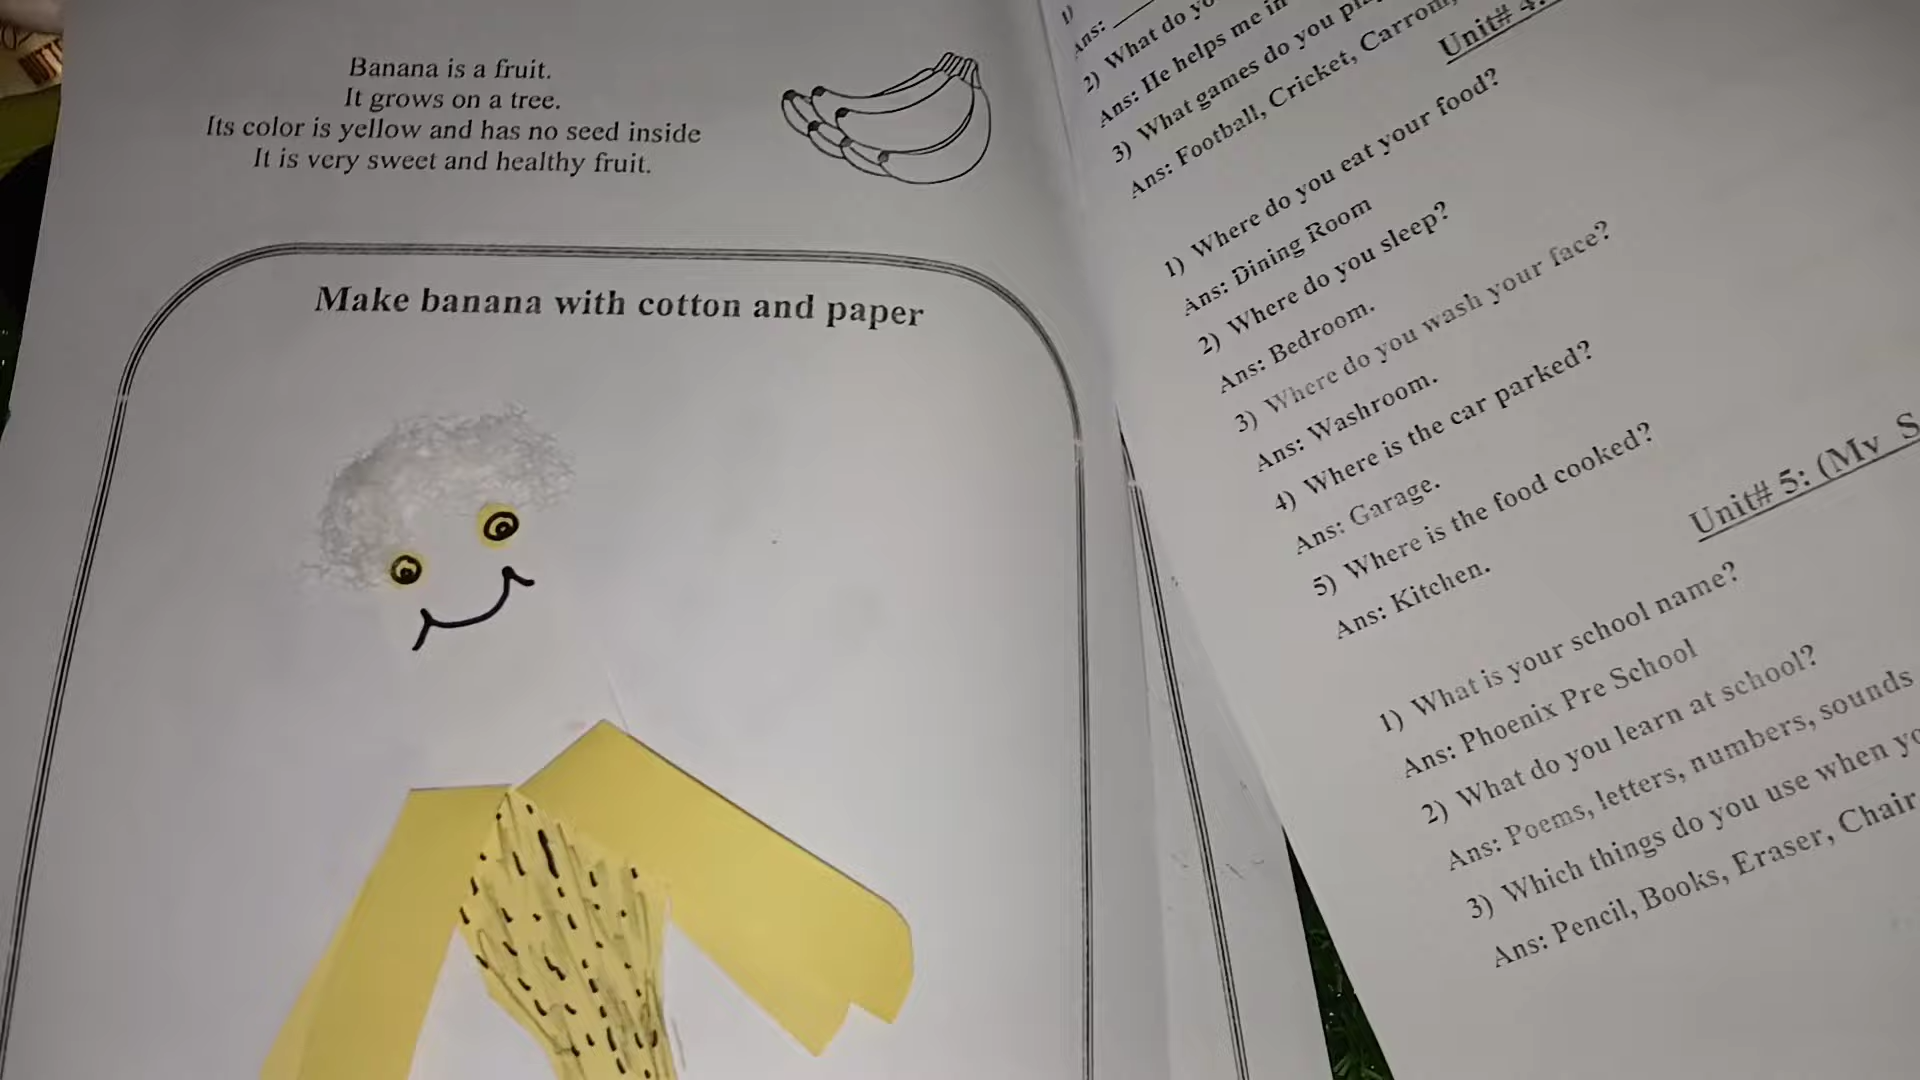 Banana is a fruit.
It grows on a tree.
Its color is yellow and has no seed inside
It is very sweet and healthy fruit.
Make banana with cotton and paper
1)
Ans:
2) What do
Ans: He helps me in
3) What games do you
Ans: Football, Cricket, Carrom,
Unit# 4:
1) Where do you eat your food?
Ans: Dining Room
2) Where do you sleep?
Ans: Bedroom.
3) Where do you wash your face?
Ans: Washroom.
4) Where is the car parked?
Ans: Garage.
5) Where is the food cooked?
Ans: Kitchen.
Unit# 5: (My S
1) What is your school name?
Ans: Phoenix Pre School
2) What do you learn at school?
Ans: Poems, letters, numbers, sounds
3) Which things do you use when
Ans: Pencil, Books, Eraser, Chair